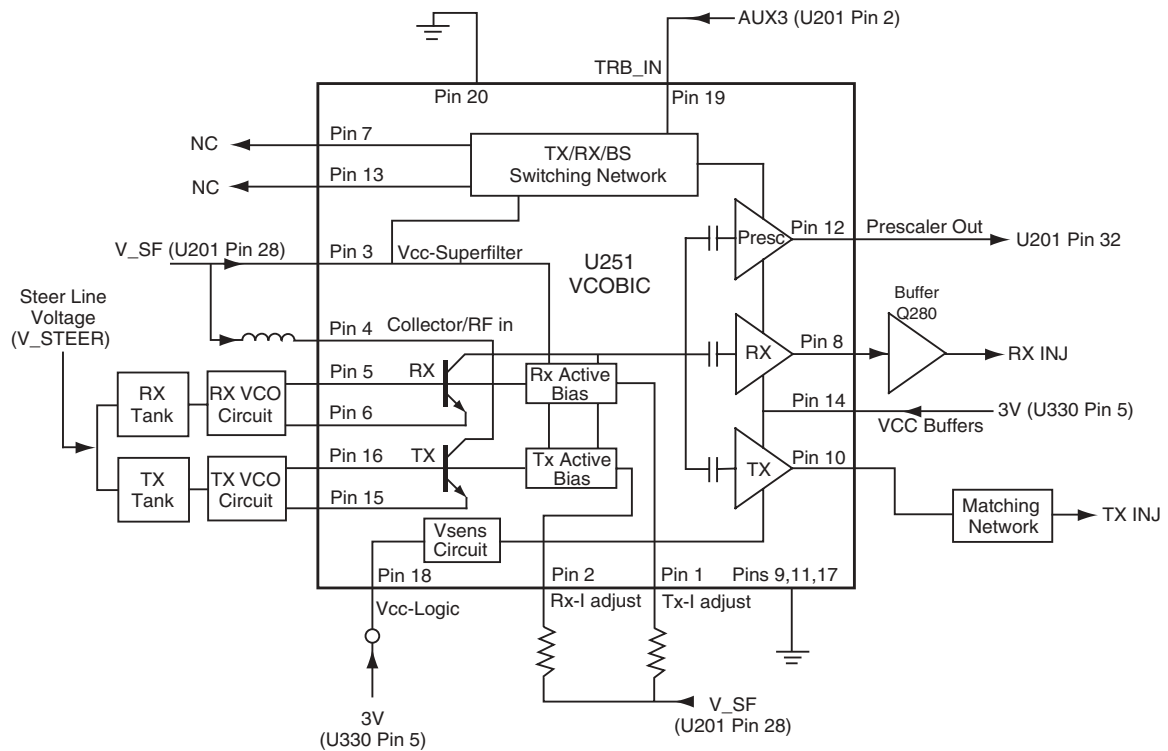 AUX3 (U201 Pin 2)
TRB_IN
Pin 20
Pin 19
Pin 7
NC
TX/RX/BS
Switching Network
Pin 13
NC
Presc
Pin 12
Prescaler Out
U201 Pin 32
V_SF (U201 Pin 28)
Pin 3
Vcc-Superfilter
U251
VCOBIC
Steer Line
Voltage
(V_STEER)
Buffer
Q280
Pin 4
Collector/RF in
RX
Pin 8
RX INJ
RX
Tank
RX VCO
Circuit
Pin 5
RX
Pin 6
Rx Active
Bias
Pin 14
3V (U330 Pin 5)
VCC Buffers
TX
Tank
TX VCO
Circuit
Pin 16
TX
Pin 15
Tx Active
Bias
TX
Pin 10
Matching
Network
TX INJ
Vsens
Circuit
Pin 18
Pin 2
Pin 1
Pins 9,11,17
Vcc-Logic
Rx-I adjust
Tx-I adjust
3V
(U330 Pin 5)
V_SF
(U201 Pin 28)